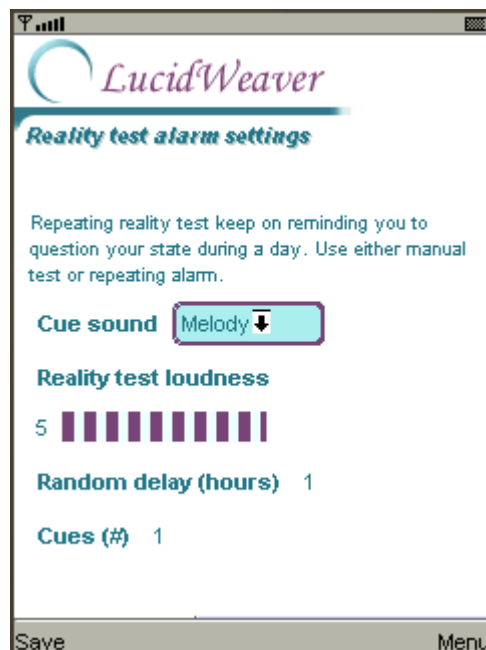 LucidWeaver
Reality test alarm settings
Repeating reality test keep on reminding you to
question your state during a day. Use either manual
test or repeating alarm.
Cue sound Melody
Reality test loudness
5
Random delay (hours) 1
Cues (#) 1
Save Menu